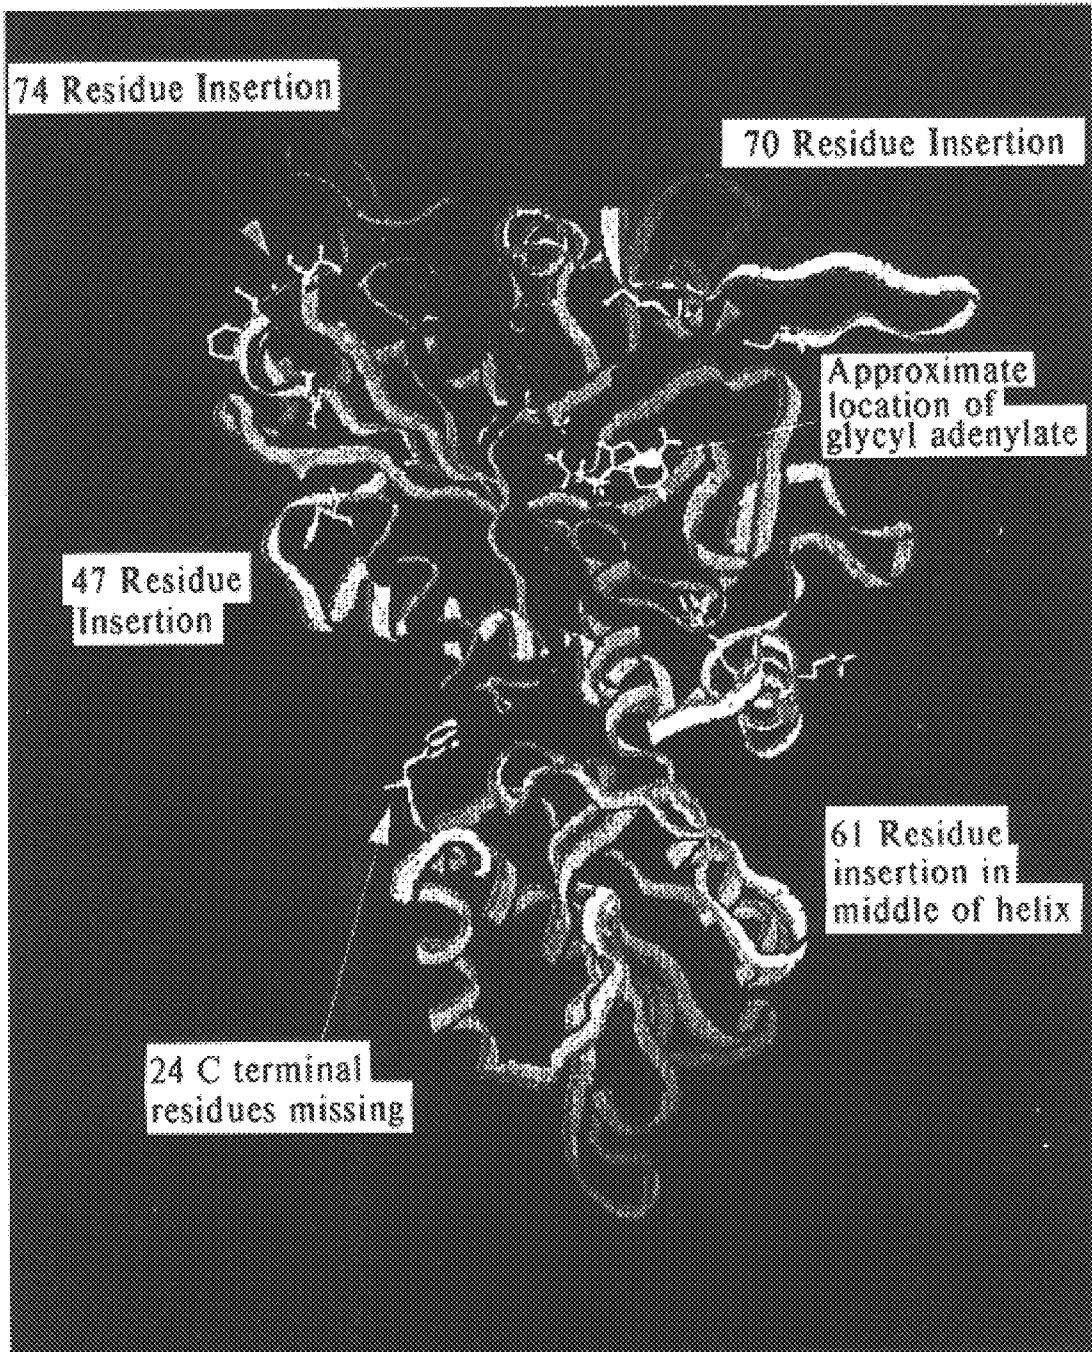 74 Residue Insertion
70 Residue Insertion
Approximate
location of
glycyl adenylate
47 Residue
Insertion
61 Residue
insertion in
middle of helix
24 C terminal
residues missing